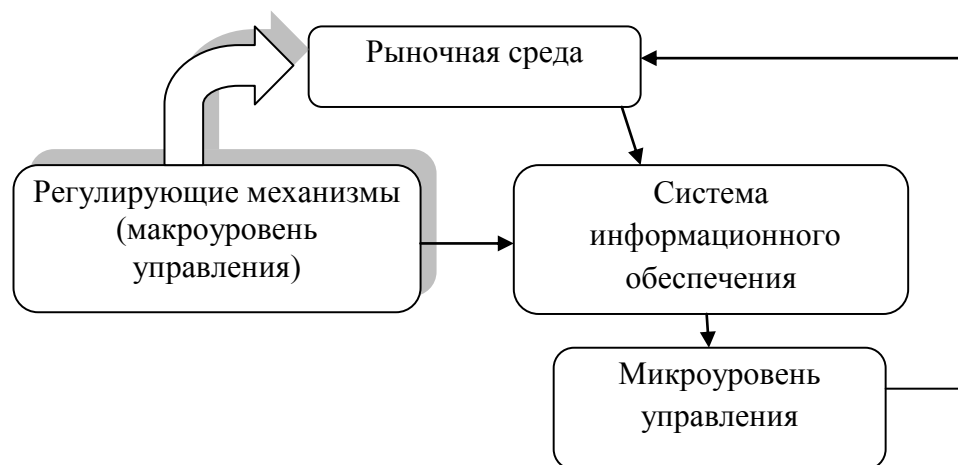 Рыночная среда
Регулирующие механизмы
(макроуровень
управления)
Система
информационного
обеспечения
Микроуровень
управления